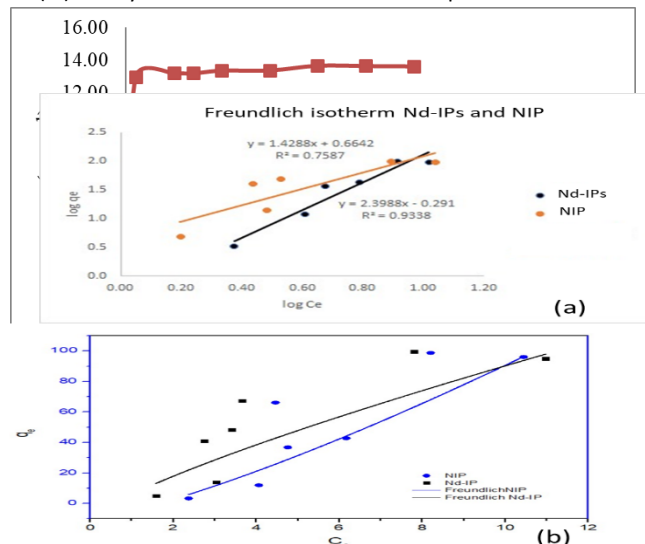 16.00
14.00
12.00
Freundlich isotherm Nd-IPs and NIP
2.5
y = 1.4288x + 0.6642
R² = 0.7587
2.0
1.5
Nd-IPs
log qe
y = 2.3988x - 0.291
NIP
1.0
R² = 0.9338
0.5
0.0
0.00 0.20 0.40 0.60 0.80 1.00 1.20
log Ce
(a)
100
80
60
qe
40
20
NIP
Nd-IP
FreundlichNIP
Freundlich Nd-IP
0
0 2 4 6 8 10 12
(b)